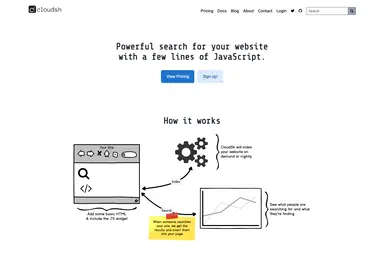 cloudsh
Pricing Docs Blog About Contact Login
Search
Powerful search for your website
with a few lines of JavaScript.
View Pricing
Sign up!
How it works
Your Site
</>
Add some basic HTML
& include the JS widget
Index
CloudSh will index
your website on
demand or nightly
Search
When someone searches
your site, we get the
results and insert them
into your page.
See what people are
searching for and what
they're finding